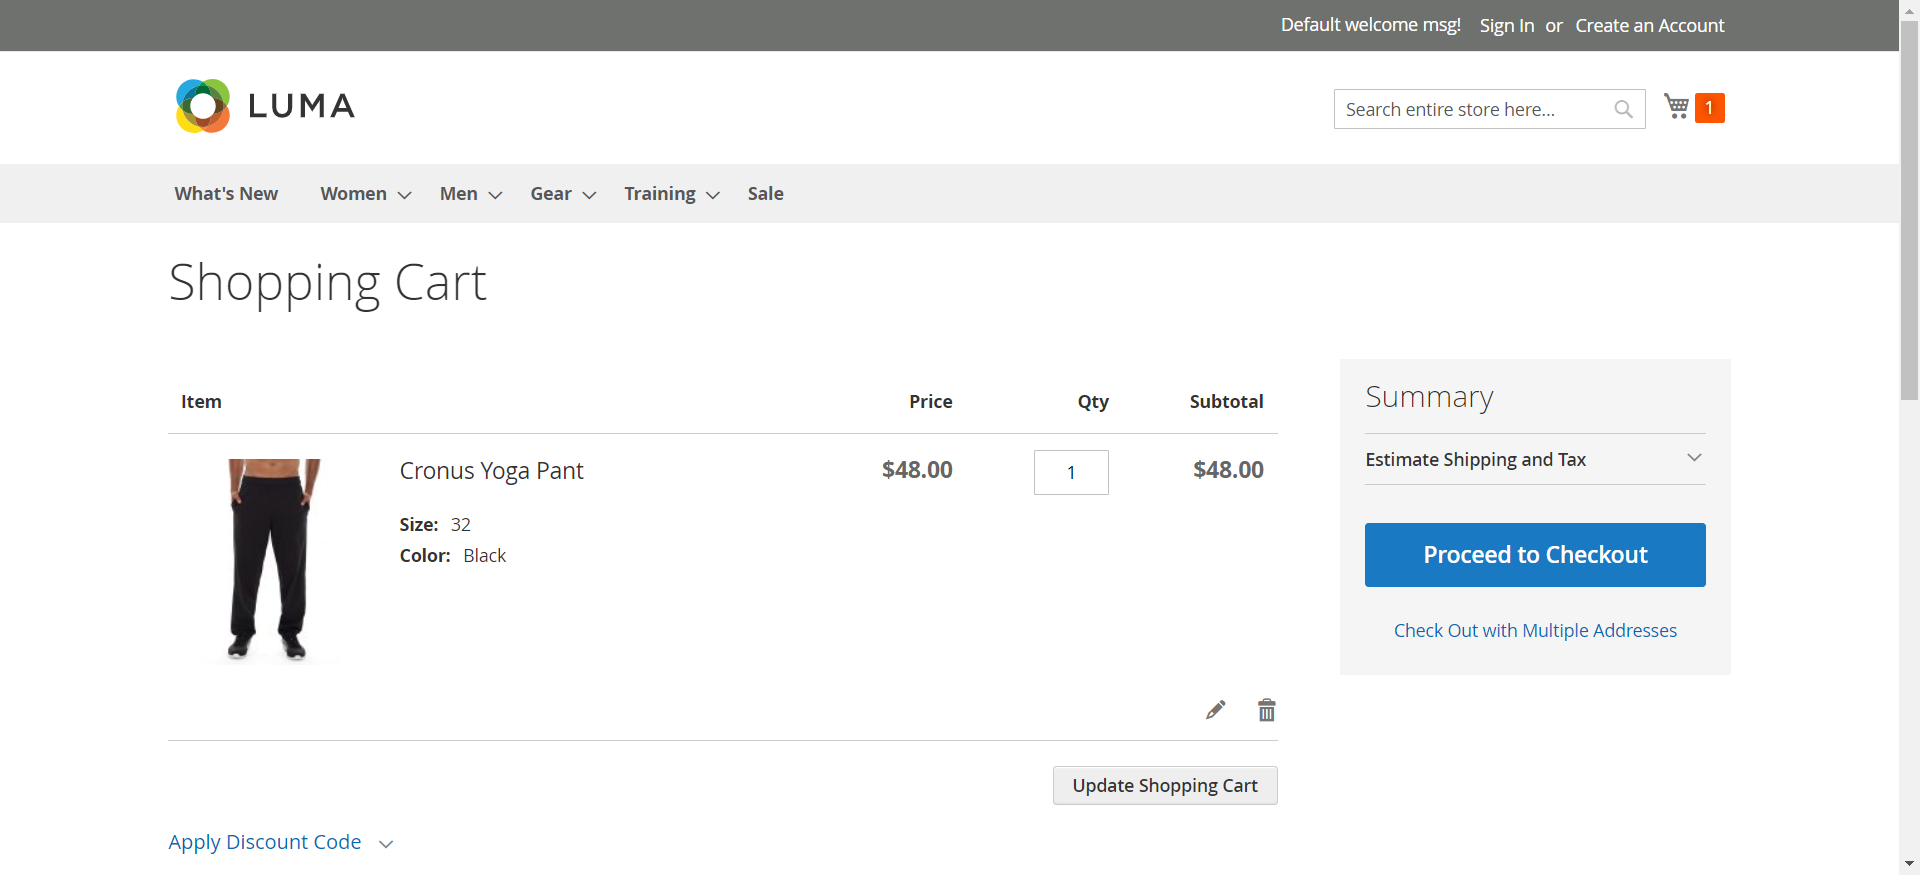 Default welcome msg! Sign In or Create an Account
LUMA
Search entire store here...
1
What's New Women Men Gear Training Sale
Shopping Cart
Item Price Qty Subtotal
Cronus Yoga Pant $48.00 1 $48.00
Size: 32
Color: Black
Update Shopping Cart
Apply Discount Code
Summary
Estimate Shipping and Tax
Proceed to Checkout
Check Out with Multiple Addresses